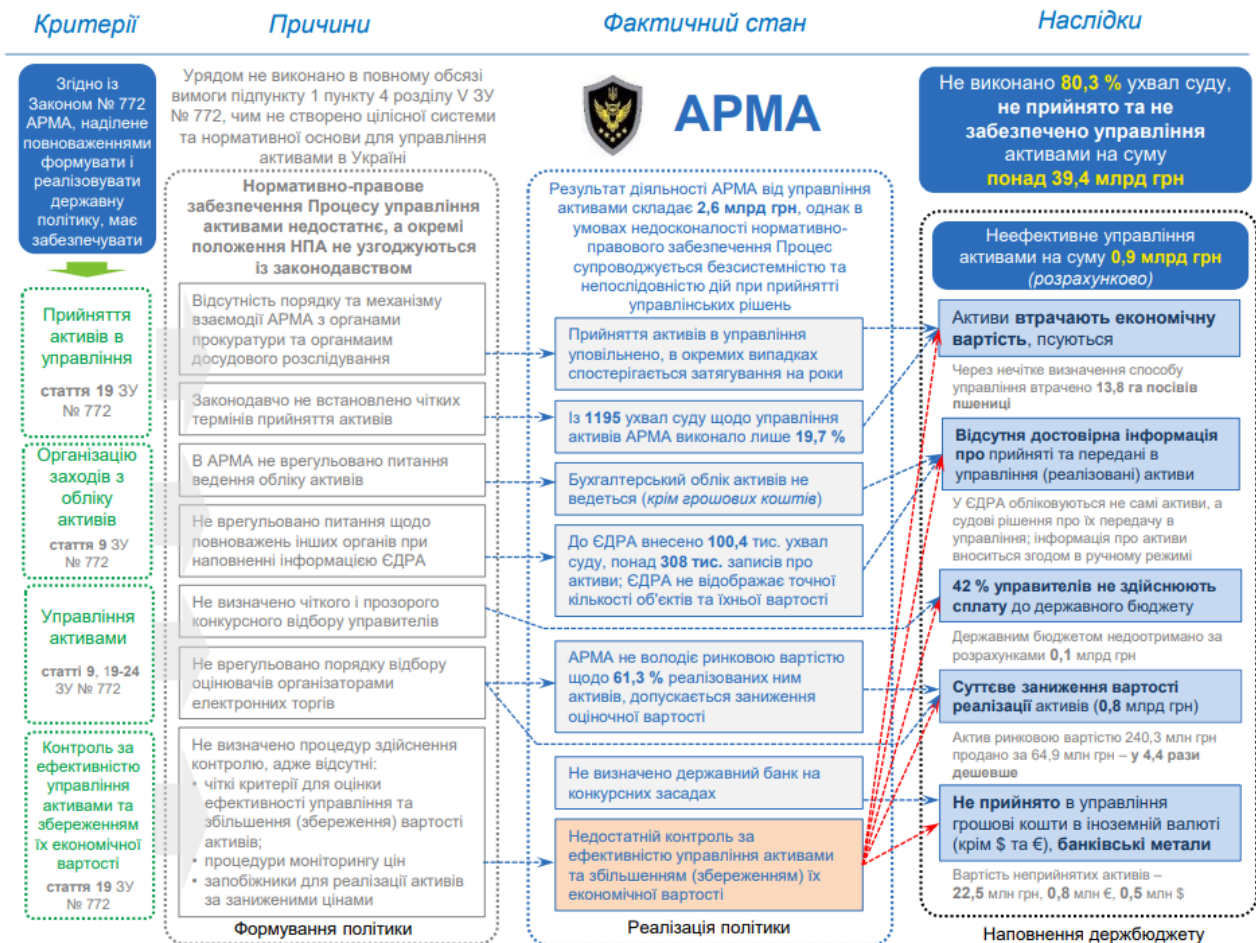 Критерії
Причини
Фактичний стан
Наслідки
Згідно із
Законом № 772
АРМА, наділене
повноваженнями
формувати і
реалізовувати
державну
політику, має
забезпечувати
Прийняття
активів в
управління
стаття 19 ЗУ
№ 772
Організацію
заходів з
обліку
активів
стаття 9 ЗУ
№ 772
Управління
активами
статті 9, 19-24
ЗУ № 772
Контроль за
ефективністю
управління
активами та
збереженням
їх економічної
вартості
стаття 19 ЗУ
№ 772
Урядом не виконано в повному обсязі
вимоги підпункту 1 пункту 4 розділу V ЗУ
№ 772, чим не створено цілісної системи
та нормативної основи для управління
активами в Україні
Нормативно-правове
забезпечення Процесу управління
активами недостатнє, а окремі
положення НПА не узгоджуються
із законодавством
Відсутність порядку та механізму
взаємодії АРМА з органами
прокуратури та органмаим
досудового розслідування
Законодавчо не встановлено чітких
термінів прийняття активів
В АРМА не врегульовано питання
ведення обліку активів
Не врегульовано питання щодо
повноважень інших органів при
наповненні інформацією ЄДРА
Не визначено чіткого і прозорого
конкурсного відбору управителів
Не врегульовано порядку відбору
оцінювачів організаторами
електронних торгів
Не визначено процедур здійснення
контролю, адже відсутні:
• чіткі критерії для оцінки
ефективності управління та
збільшення (збереження) вартості
активів;
• процедури моніторингу цін
• запобіжники для реалізації активів
за заниженими цінами
Формування політики
АРМА
Результат діяльності АРМА від управління
активами складає 2,6 млрд грн, однак в
умовах недосконалості нормативно-
правового забезпечення Процес
супроводжується безсистемністю та
непослідовністю дій при прийнятті
управлінських рішень
Прийняття активів в управління
уповільнено, в окремих випадках
спостерігається затягування на роки
Із 1195 ухвал суду щодо управління
активів АРМА виконало лише 19,7 %
Бухгалтерський облік активів не
ведеться (крім грошових коштів)
До ЄДРА внесено 100,4 тис. ухвал
суду, понад 308 тис. записів про
активи; ЄДРА не відображає точної
кількості об'єктів та їхньої вартості
АРМА не володіє ринковою вартістю
щодо 61,3 % реалізованих ним
активів, допускається заниження
оціночної вартості
Не визначено державний банк на
конкурсних засадах
Недостатній контроль за
ефективністю управління активами
та збільшенням (збереженням) їх
економічної вартості
Реалізація політики
Не виконано 80,3 % ухвал суду,
не прийнято та не
забезпечено управління
активами на суму
понад 39,4 млрд грн
Неефективне управління
активами на суму 0,9 млрд грн
(розрахунково)
Активи втрачають економічну
вартість, псуються
Через нечітке визначення способу
управління втрачено 13,8 га посівів
пшениці
Відсутня достовірна інформація
про прийняті та передані в
управління (реалізовані) активи
У ЄДРА обліковуються не самі активи, а
судові рішення про їх передачу в
управління; інформація про активи
вноситься згодом в ручному режимі
42 % управителів не здійснюють
сплату до державного бюджету
Державним бюджетом недоотримано за
розрахунками 0,1 млрд грн
Суттєве заниження вартості
реалізації активів (0,8 млрд грн)
Актив ринковою вартістю 240,3 млн грн
продано за 64,9 млн грн – у 4,4 рази
дешевше
Не прийнято в управління
грошові кошти в іноземній валюті
(крім $ та €), банківські метали
Вартість неприйнятих активів –
22,5 млн грн, 0,8 млн €, 0,5 млн $
Наповнення держбюджету